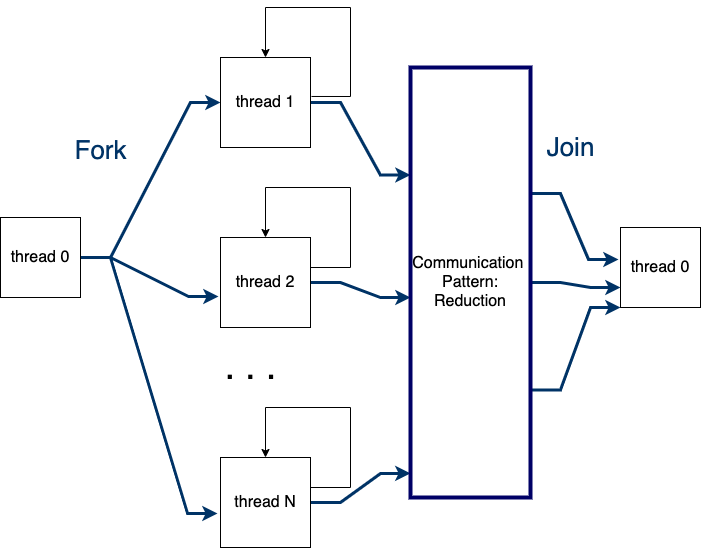 thread 1
Fork
Join
thread 0
thread 2
Communication
Pattern:
Reduction
thread 0
. . .
thread N